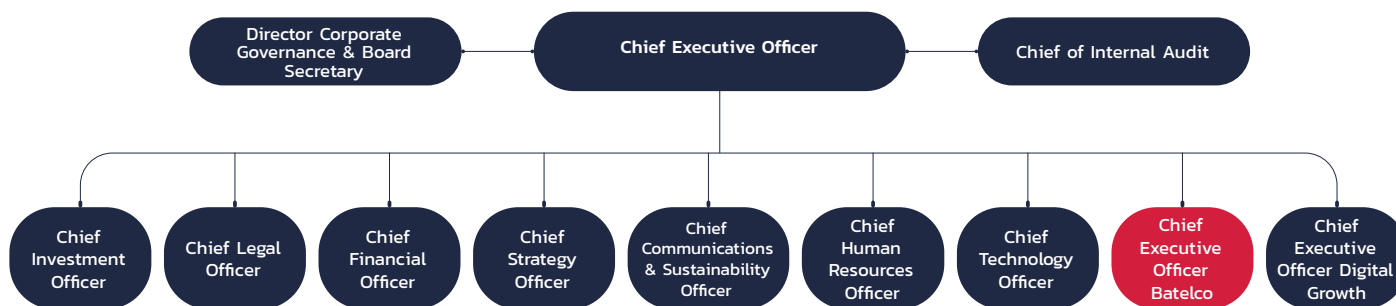 Director Corporate
Governance & Board
Secretary
Chief Executive Officer
Chief of Internal Audit
Chief
Investment
Officer
Chief Legal
Officer
Chief
Financial
Officer
Chief
Strategy
Officer
Chief
Communications
& Sustainability
Officer
Chief
Human
Resources
Officer
Chief
Technology
Officer
Chief
Executive
Officer
Batelco
Chief
Executive
Officer Digital
Growth